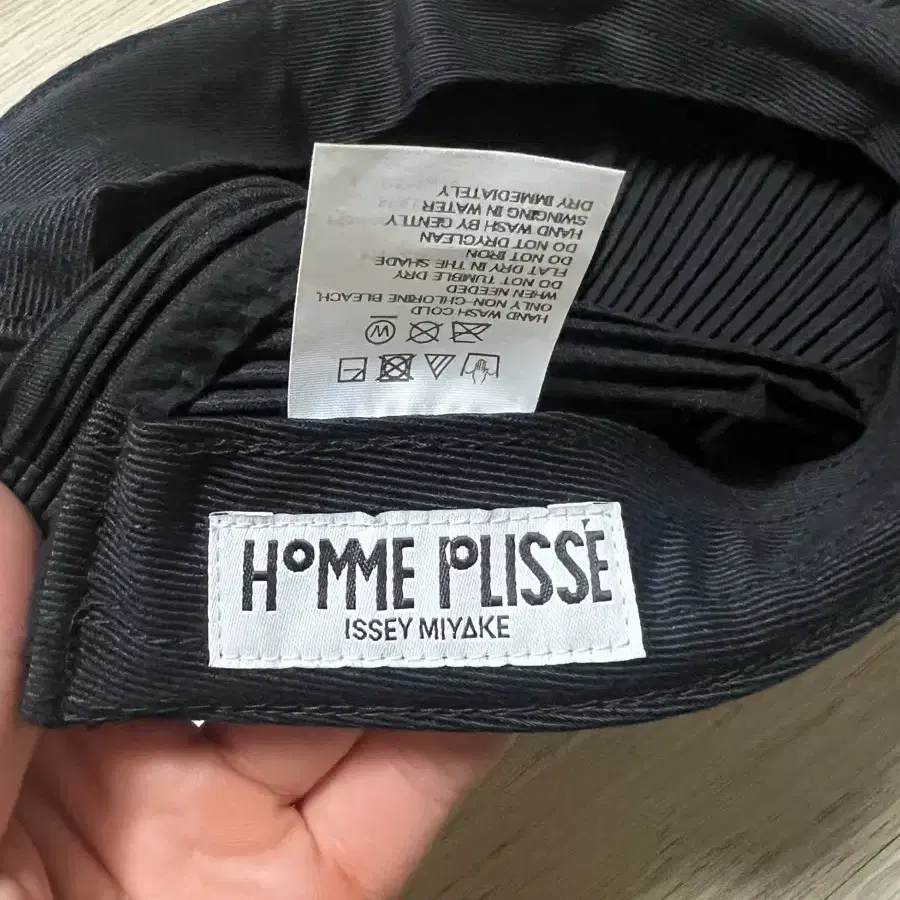 HAND WASH COLD
ONLY NON-CHLORINE BLEACH,
WHEN NEEDED
DO NOT TUMBLE DRY
FLAT DRY IN THE SHADE
DO NOT IRON
DO NOT DRYCLEAN
HAND WASH BY GENTLY
SWINGING IN WATER
DRY IMMEDIATELY
W
HOMME PLISSÉ
ISSEY MIYAKE